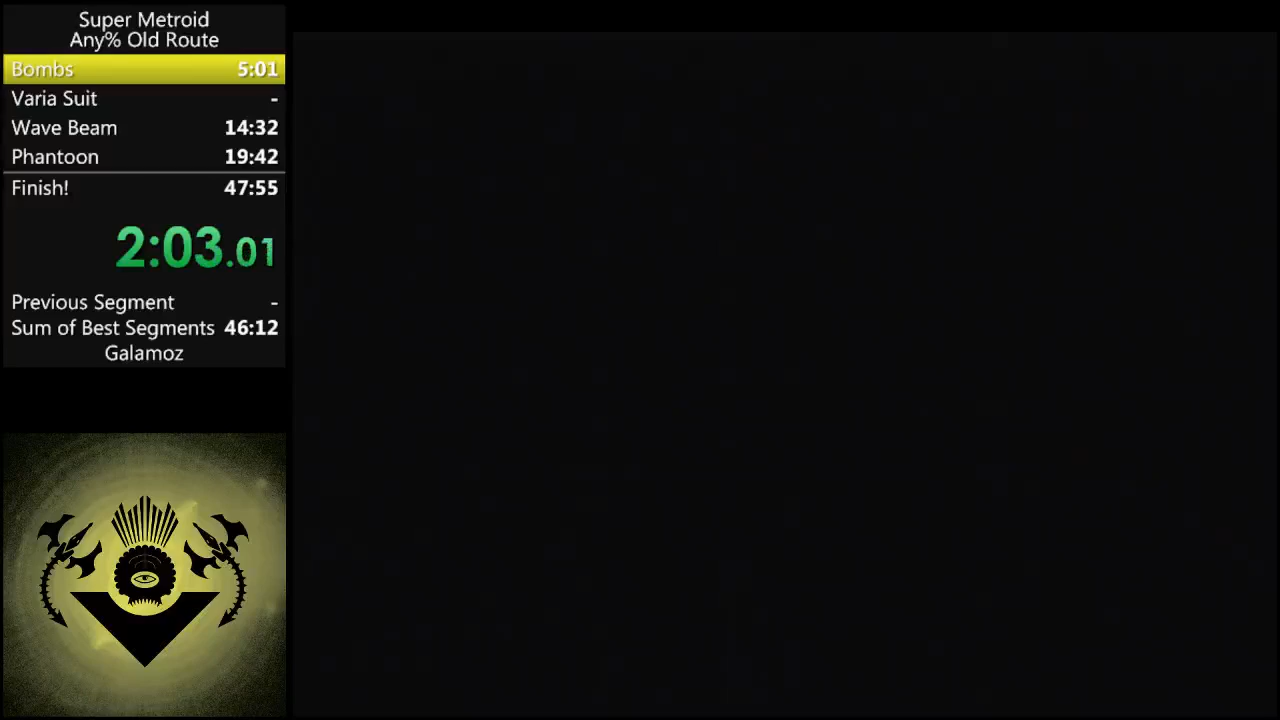 Super Metroid
Any% Old Route
Bombs 5:01
Varia Suit -
Wave Beam 14:32
Phantoon 19:42
Finish! 47:55
2:03.01
Previous Segment -
Sum of Best Segments 46:12
Galamoz